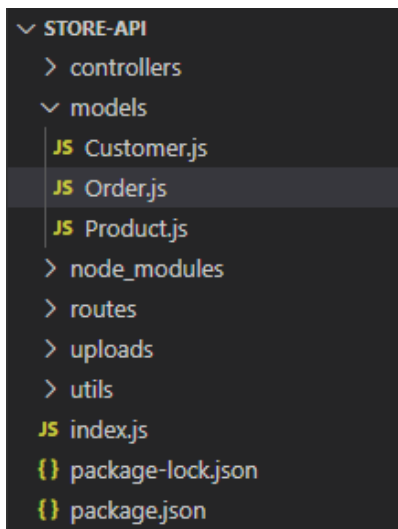 STORE-API
controllers
models
JS Customer.js
JS Order.js
JS Product.js
node_modules
routes
uploads
utils
JS index.js
{} package-lock.json
{} package.json